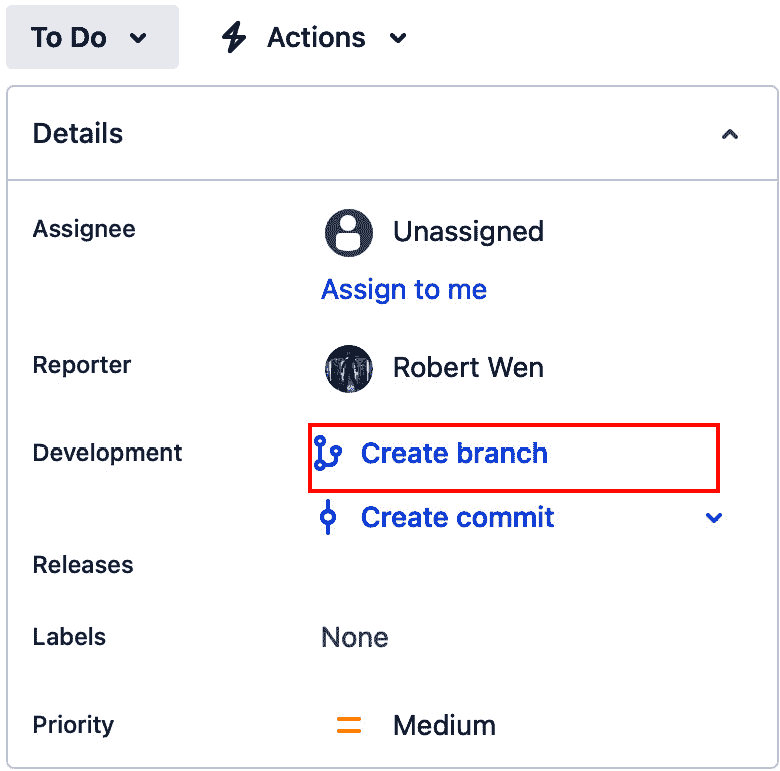 To Do Actions
Details
Assignee Unassigned
Assign to me
Reporter Robert Wen
Development Create branch
Create commit
Releases
Labels None
Priority Medium